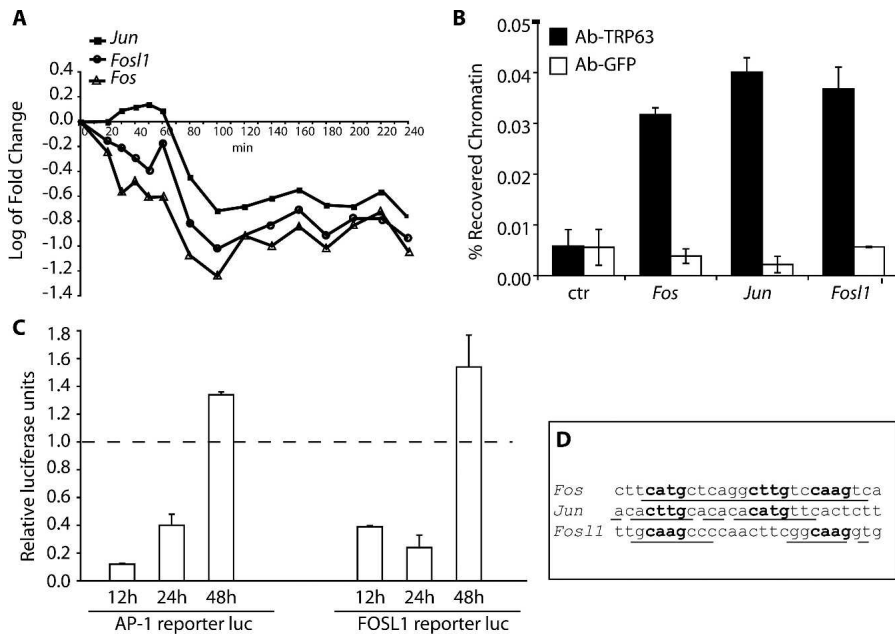 A
Jun
Fosl1
Fos
Log of Fold Change
0.4
0.2
0.0
-0.2
-0.4
-0.6
-0.8
-1.0
-1.2
-1.4
0 20 40 60 80 100 120 140 160 180 200 220 240
min
B
Ab-TRP63
Ab-GFP
% Recovered Chromatin
0.05
0.04
0.03
0.02
0.01
0.00
ctr Fos Jun Fosl1
C
Relative luciferase units
1.8
1.6
1.4
1.2
1.0
0.8
0.6
0.4
0.2
0.0
12h 24h 48h 12h 24h 48h
AP-1 reporter luc FOSL1 reporter luc
D
Fos cttcatgctcaggcttgtccaagtca
Jun acacttgcacacacatgttcactctt
Fosl1 ttgcaagccccaacttcggcaaggtg